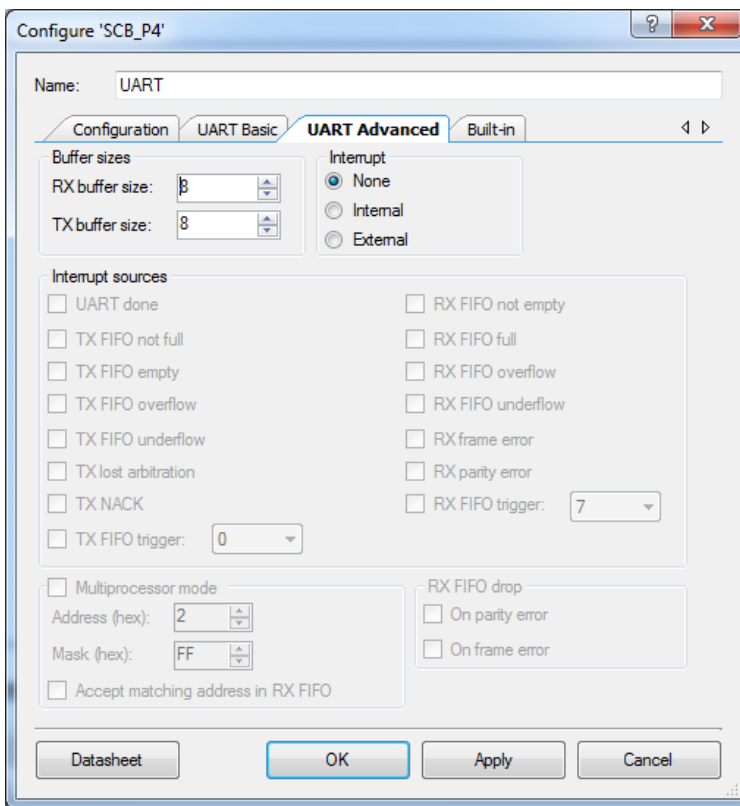 Configure 'SCB_P4'
Name: UART
Configuration UART Basic UART Advanced Built-in
Buffer sizes
RX buffer size: 8
TX buffer size: 8
Interrupt
None
Internal
External
Interrupt sources
UART done
TX FIFO not full
TX FIFO empty
TX FIFO overflow
TX FIFO underflow
TX lost arbitration
TX NACK
TX FIFO trigger: 0
RX FIFO not empty
RX FIFO full
RX FIFO overflow
RX FIFO underflow
RX frame error
RX parity error
RX FIFO trigger: 7
Multiprocessor mode
Address (hex): 2
Mask (hex): FF
Accept matching address in RX FIFO
RX FIFO drop
On parity error
On frame error
Datasheet OK Apply Cancel